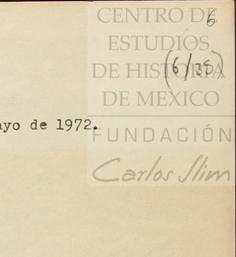 CENTRO DE
6
ESTUDIOS
DE HISTORIA
(6/35)
DE MEXICO
ayo de 1972.
FUNDACIÓN
Carlos Slim